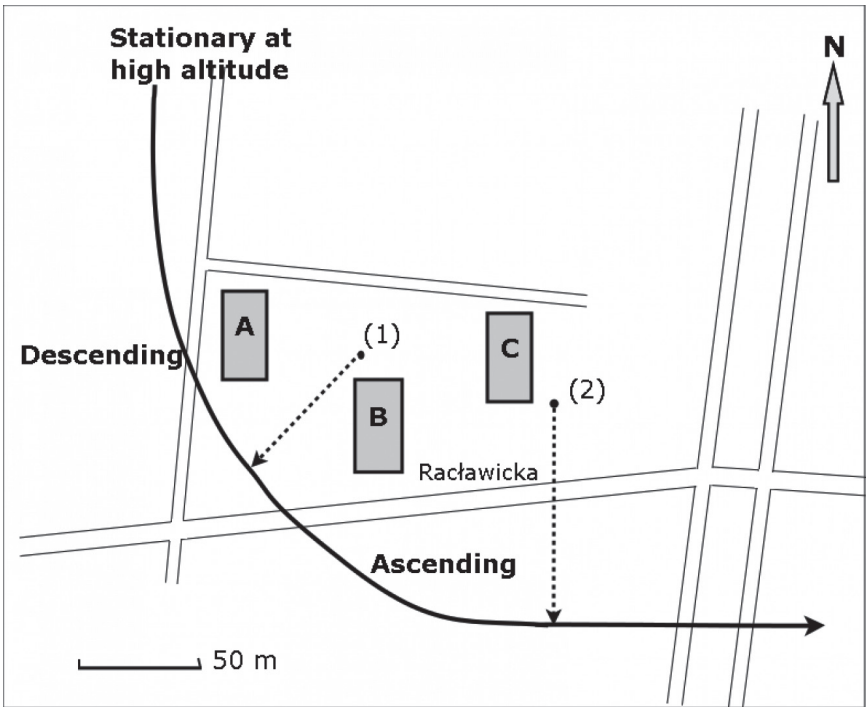 Stationary at
high altitude
N
A
(1)
C
Descending
(2)
B
Racławicka
Ascending
50 m